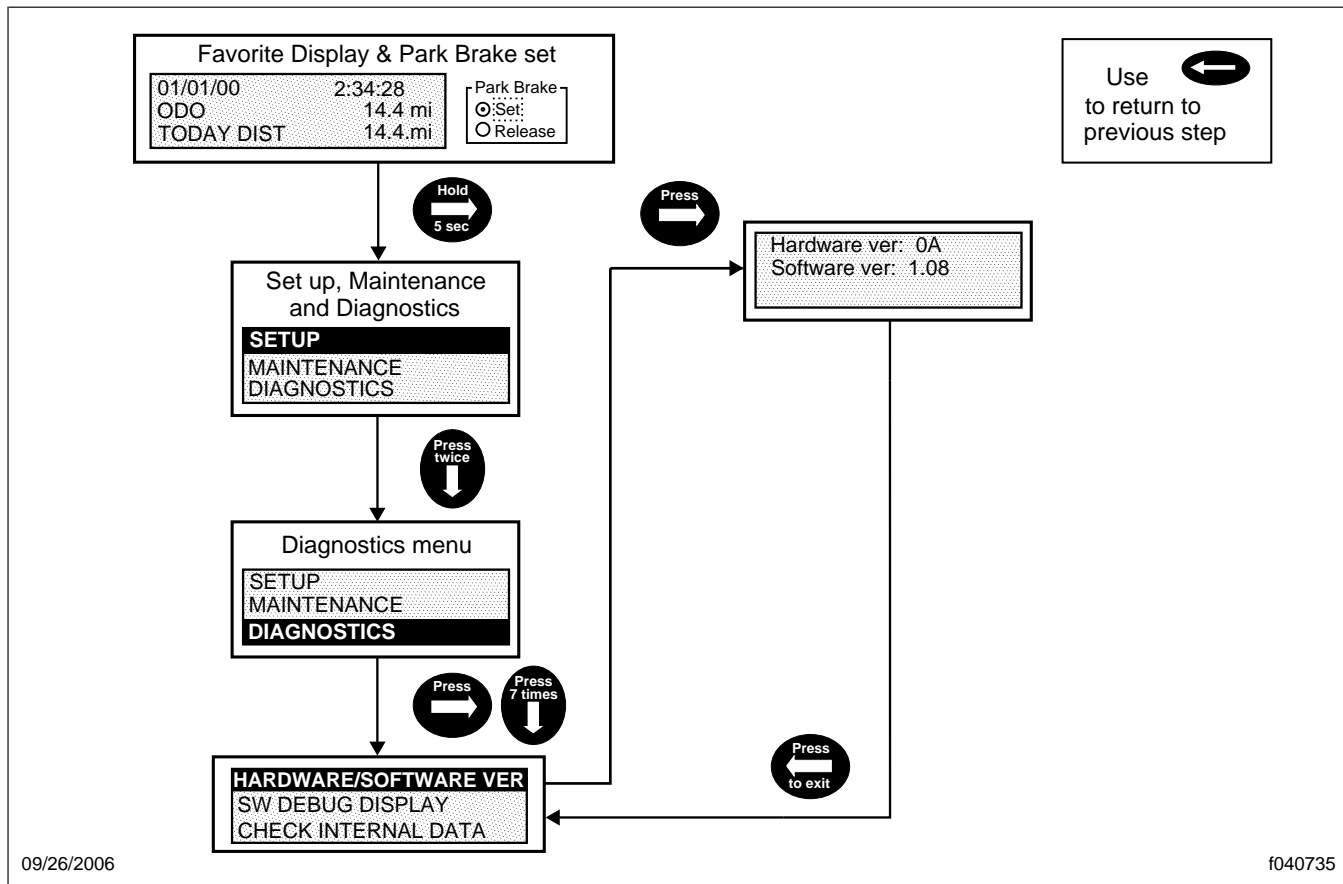 Favorite Display & Park Brake set
01/01/00 2:34:28
ODO 14.4 mi
TODAY DIST 14.4.mi
Park Brake
Set
Release
Use
to return to
previous step
Hold
5 sec
Press
Hardware ver: 0A
Software ver: 1.08
Set up, Maintenance
and Diagnostics
SETUP
MAINTENANCE
DIAGNOSTICS
Press
twice
Diagnostics menu
SETUP
MAINTENANCE
DIAGNOSTICS
Press
Press
7 times
Press
to exit
HARDWARE/SOFTWARE VER
SW DEBUG DISPLAY
CHECK INTERNAL DATA
09/26/2006
f040735